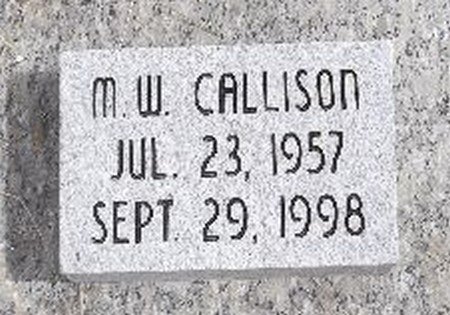 M. W. CALLISON
JUL. 23, 1957
SEPT. 29, 1998